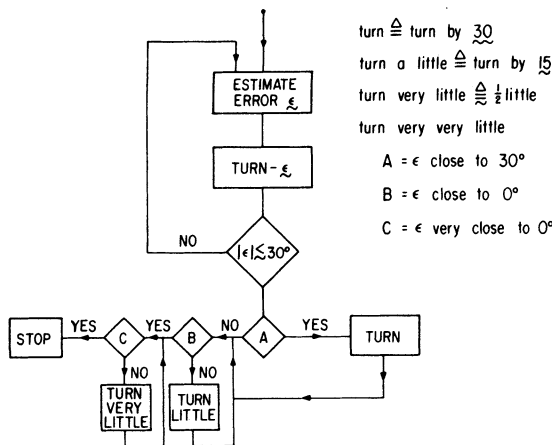 turn ≙ turn by 30
turn a little ≙ turn by 15
turn very little ≙ ½ little
turn very very little
A = ϵ close to 30°
B = ϵ close to 0°
C = ϵ very close to 0°
ESTIMATE
ERROR ϵ
TURN-ϵ
|ϵ|≲30°
NO
STOP
YES
C
YES
B
NO
A
YES
TURN
NO
NO
TURN
VERY
LITTLE
TURN
LITTLE